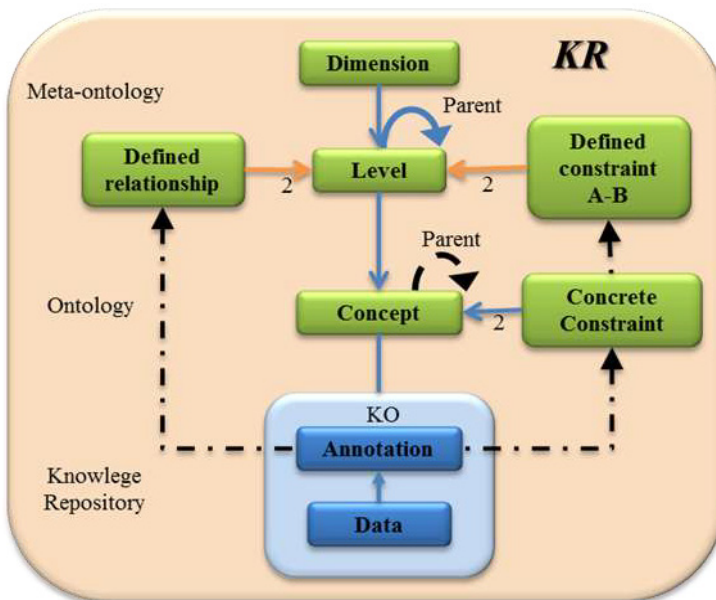 KR
Dimension
Meta-ontology
Parent
Defined
relationship
2
Level
2
Defined
constraint
A-B
Parent
Ontology
Concept
2
Concrete
Constraint
KO
Annotation
Knowlege
Repository
Data